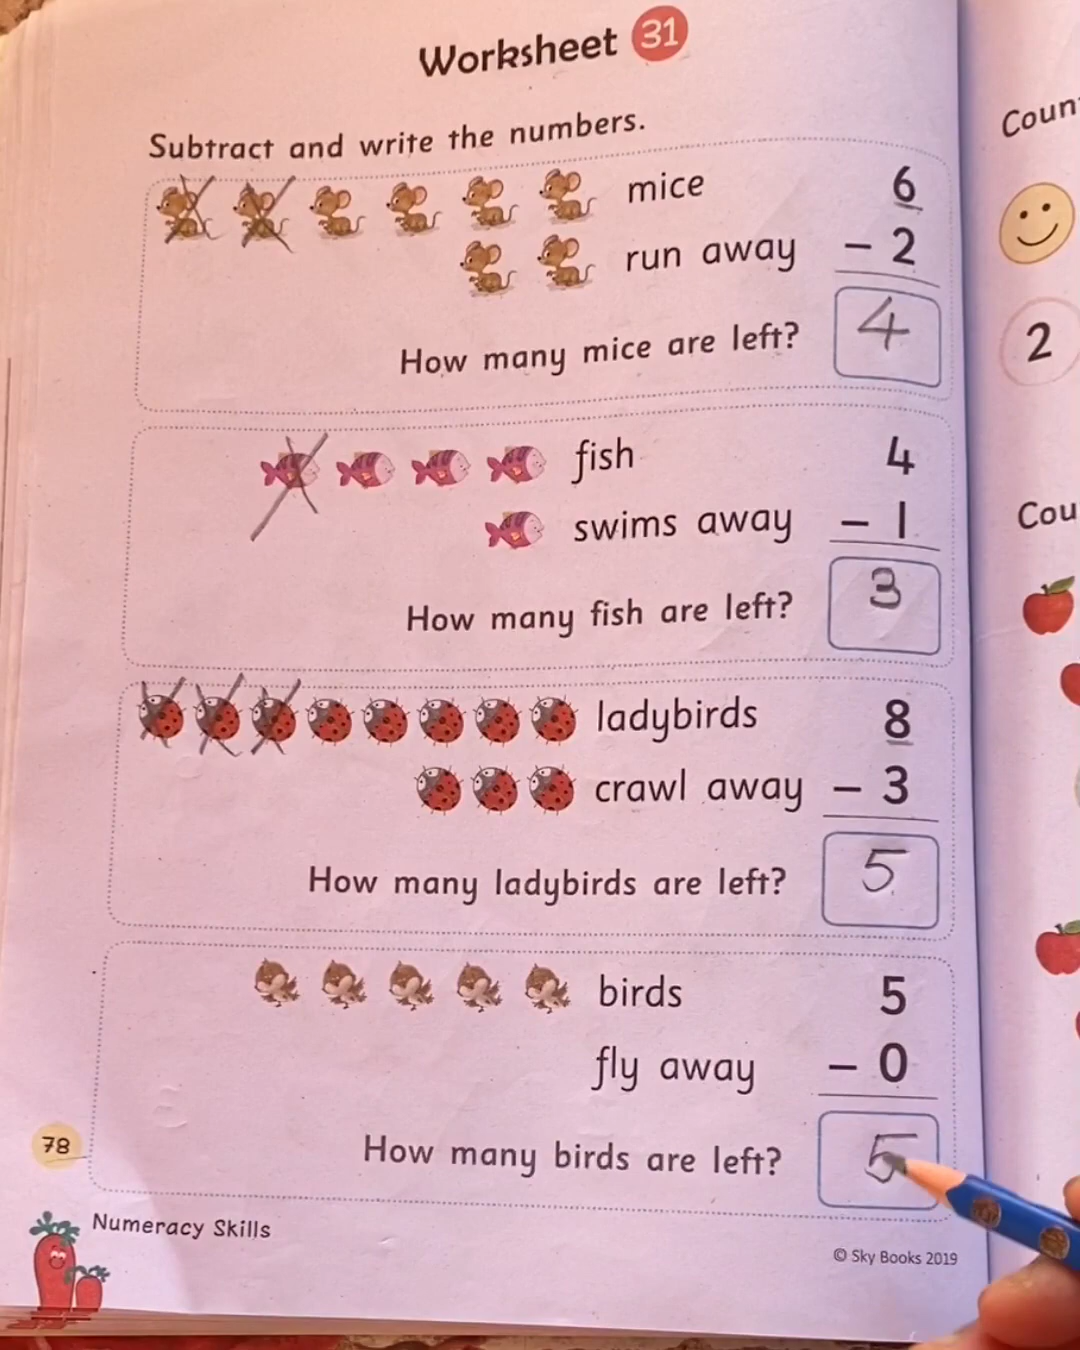 Worksheet 31
Subtract and write the numbers.
mice 6
run away - 2
How many mice are left? 4
fish 4
swims away - 1
How many fish are left? 3
ladybirds 8
crawl away - 3
How many ladybirds are left? 5
birds 5
fly away - 0
How many birds are left? 5
78
Numeracy Skills
© Sky Books 2019
Coun
2
Cou